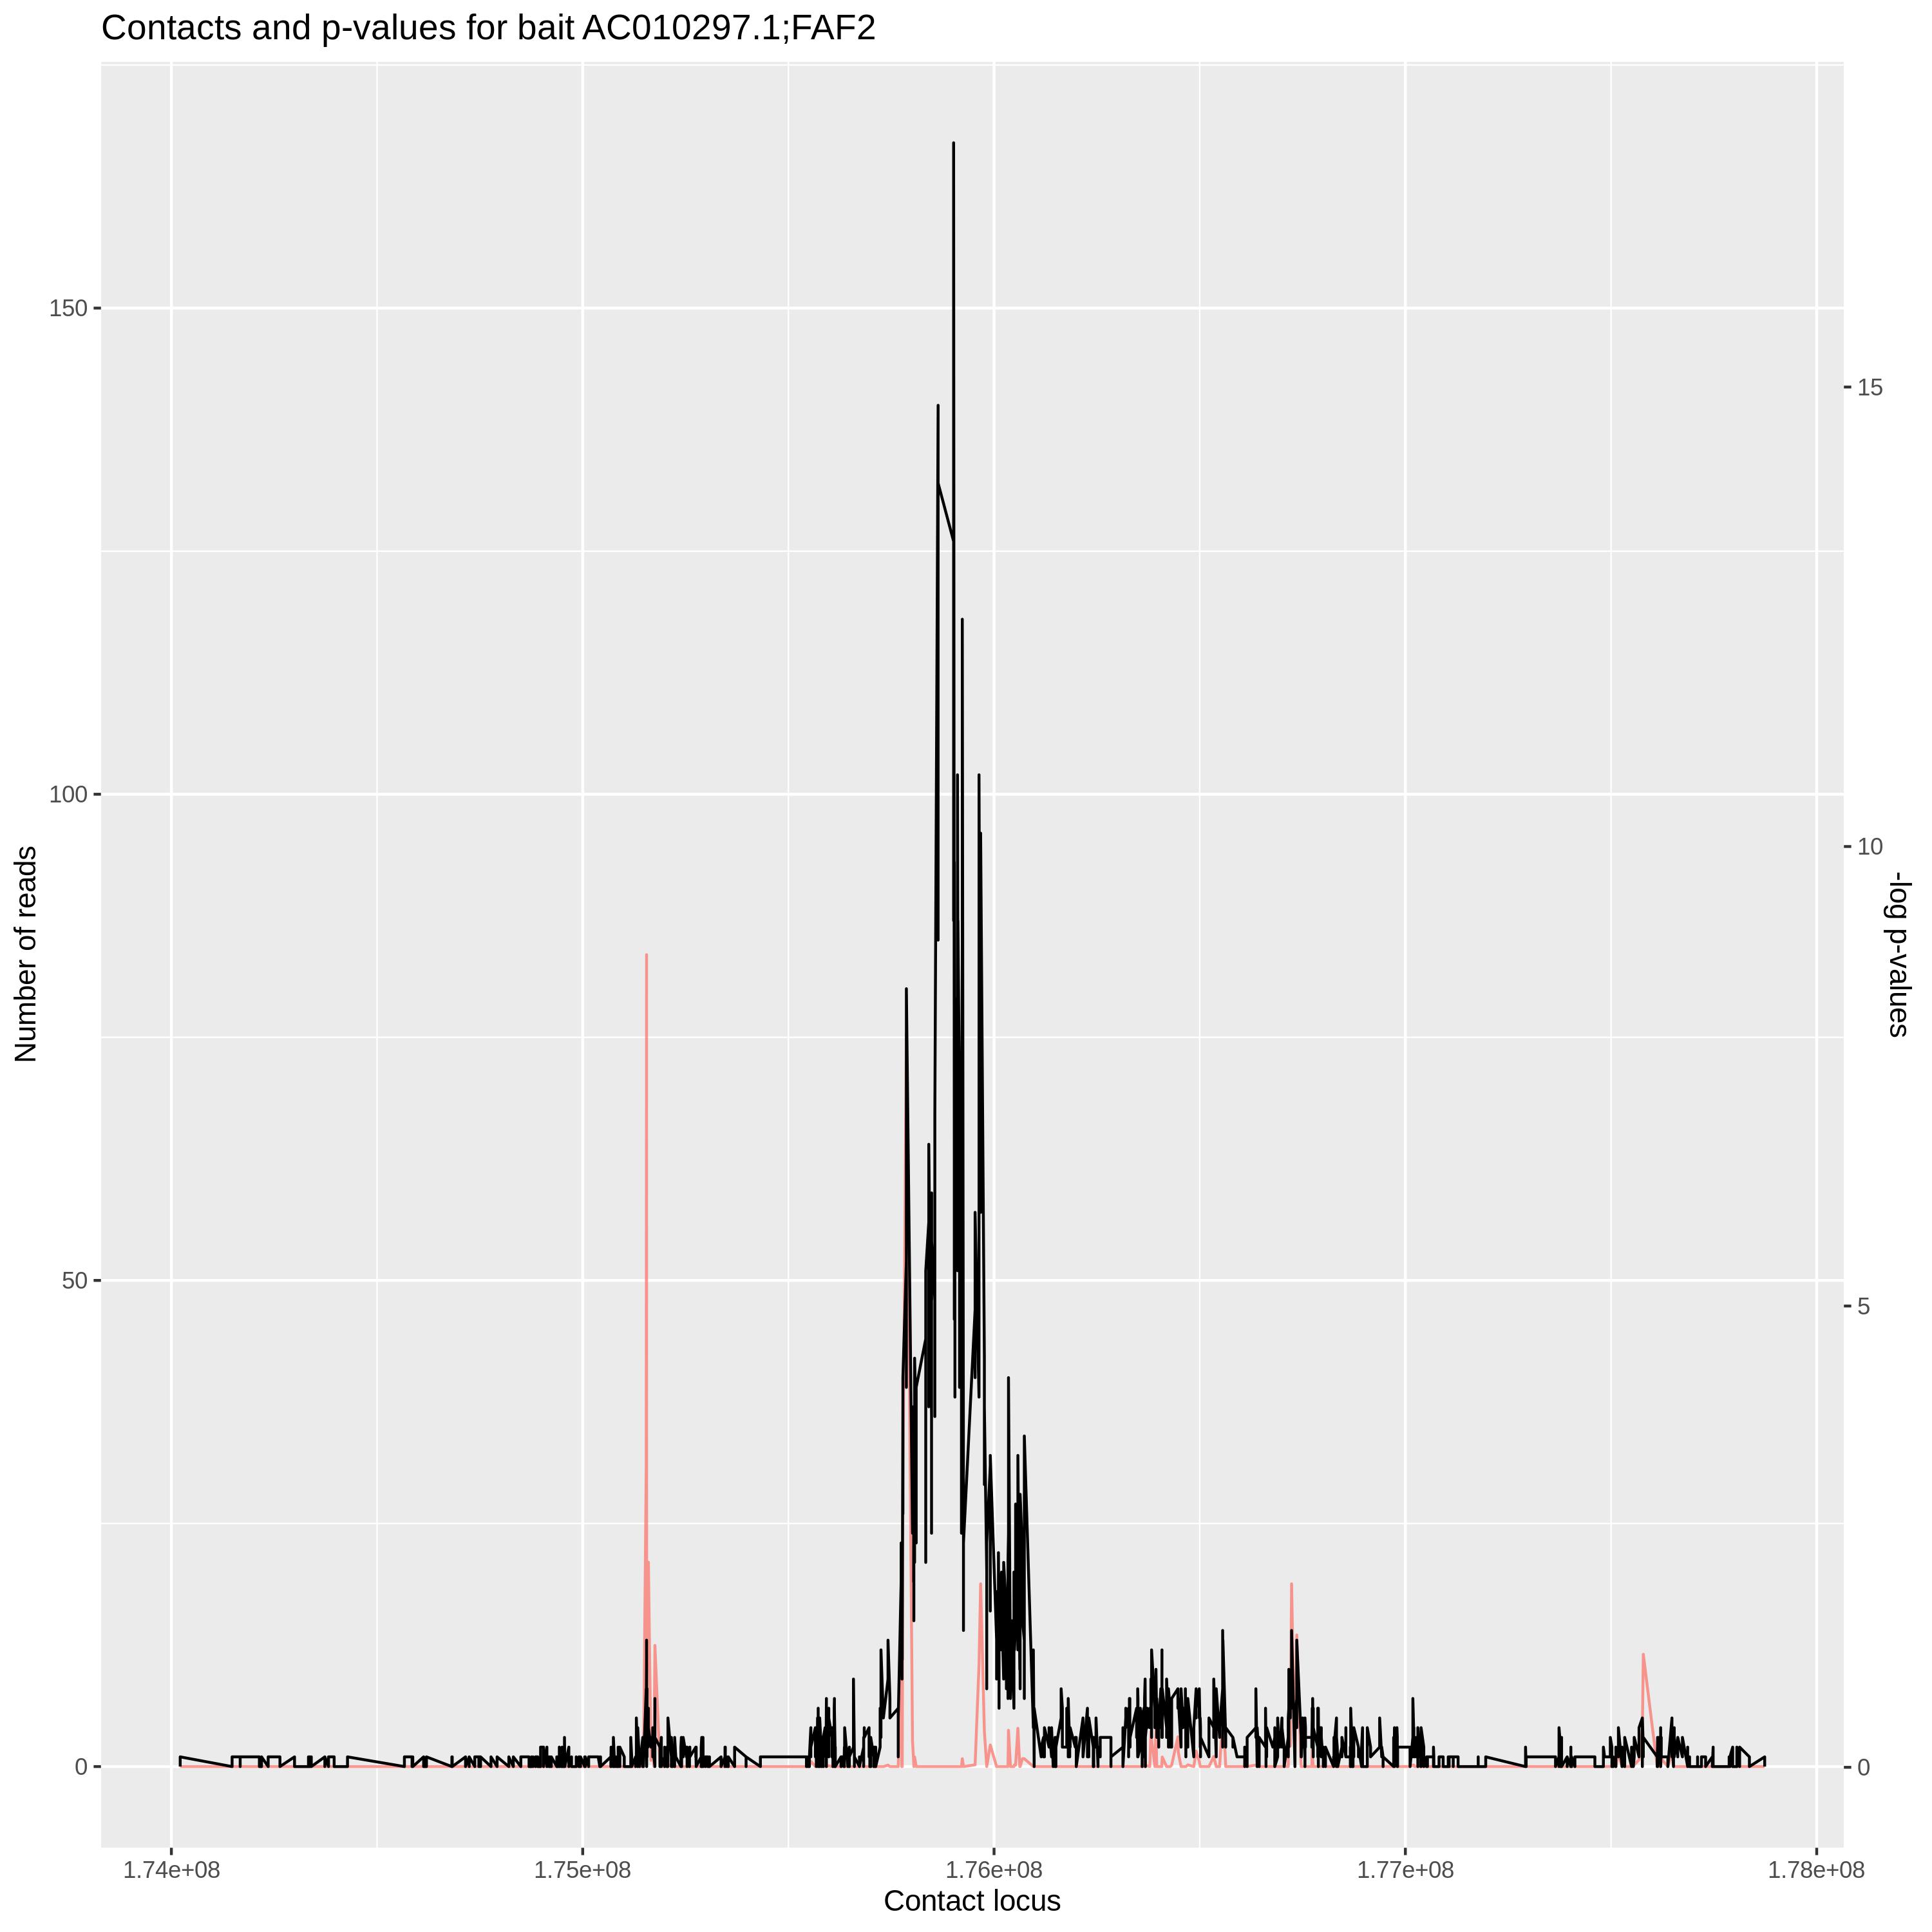 Contacts and p-values for bait AC010297.1;FAF2
150
100
50
0
Number of reads
15
10
5
0
-log p-values
1.74e+08 1.75e+08 1.76e+08 1.77e+08 1.78e+08
Contact locus